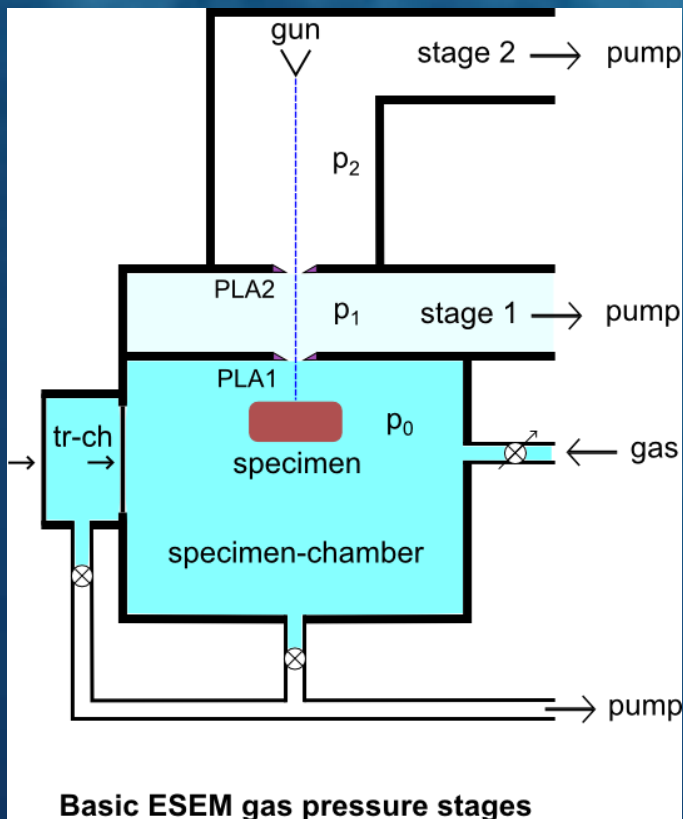 gun
stage 2
pump
p₂
PLA2
p₁
stage 1
pump
PLA1
p₀
tr-ch
specimen
gas
specimen-chamber
pump
Basic ESEM gas pressure stages